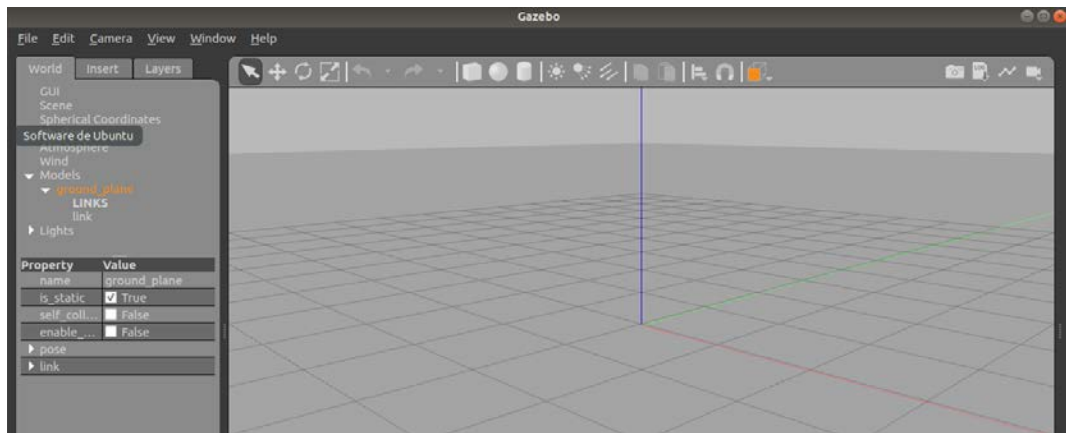 Gazebo
File Edit Camera View Window Help
World Insert Layers
GUI
Scene
Spherical Coordinates
Software de Ubuntu
Atmosphere
Wind
Models
ground_plane
LINKS
link
Lights
Property Value
name ground_plane
is_static True
self_coll... False
enable_... False
pose
link